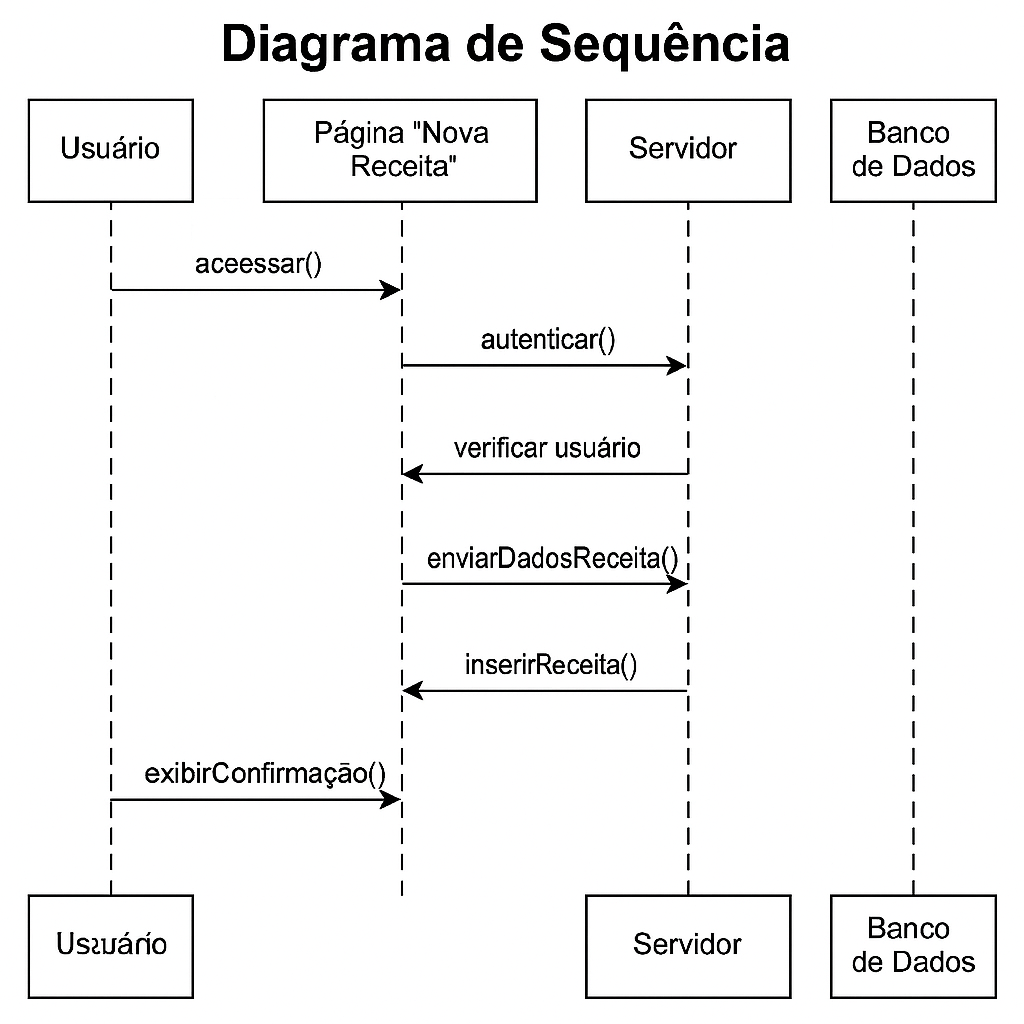 Diagrama de Sequência
Usuário
Página "Nova
Receita"
Servidor
Banco
de Dados
aceessar()
autenticar()
verificar usuário
enviarDadosReceita()
inserirReceita()
exibirConfirmação()
Servidor
Banco
de Dados